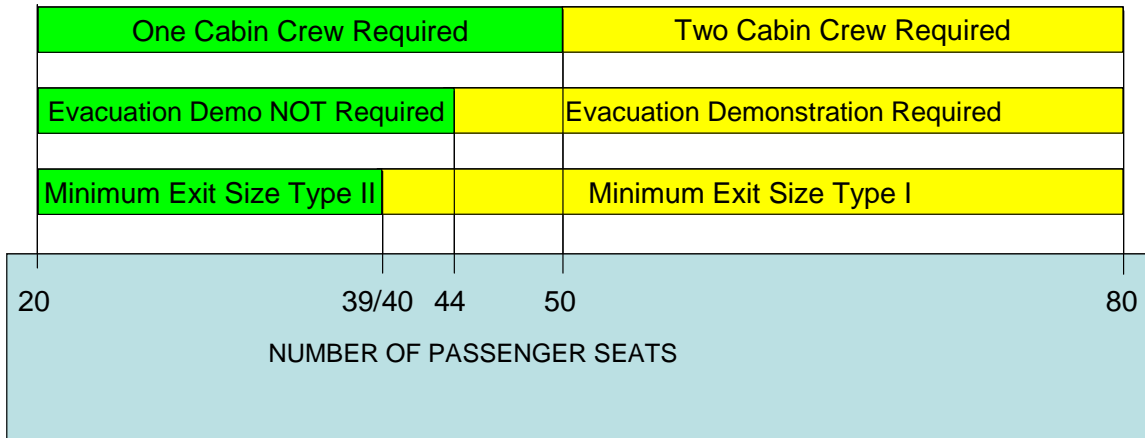 One Cabin Crew Required
Two Cabin Crew Required
Evacuation Demo NOT Required
Evacuation Demonstration Required
Minimum Exit Size Type II
Minimum Exit Size Type I
20
39/40
44
50
80
NUMBER OF PASSENGER SEATS